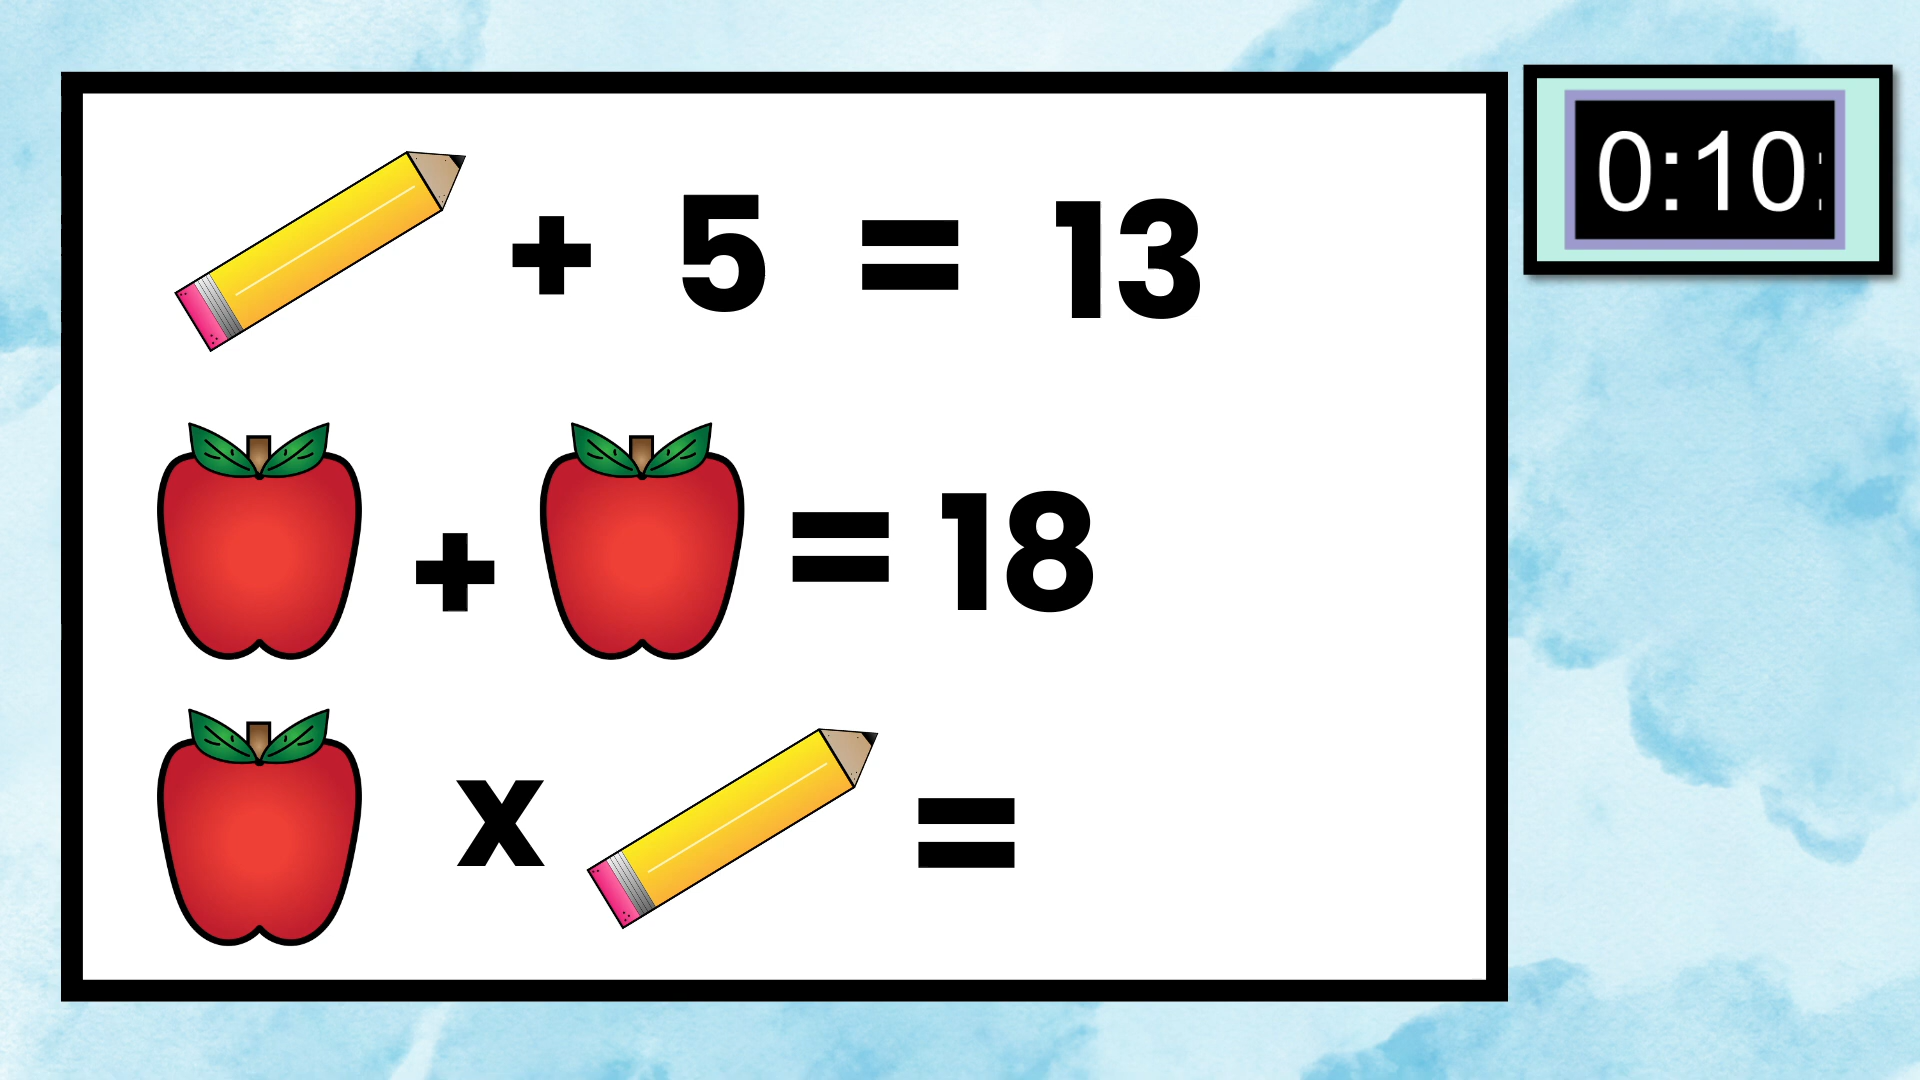 + 5 = 13
0:10
+ = 18
x =